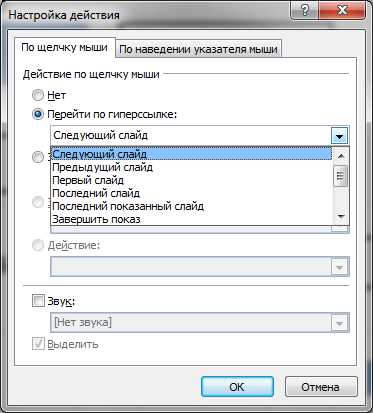 Настройка действия
По щелчку мыши
По наведении указателя мыши
Действие по щелчку мыши
Нет
Перейти по гиперссылке:
Следующий слайд
Следующий слайд
Предыдущий слайд
Первый слайд
Последний слайд
Последний показанный слайд
Завершить показ
Действие:
Звук:
[Нет звука]
Выделить
ОК
Отмена